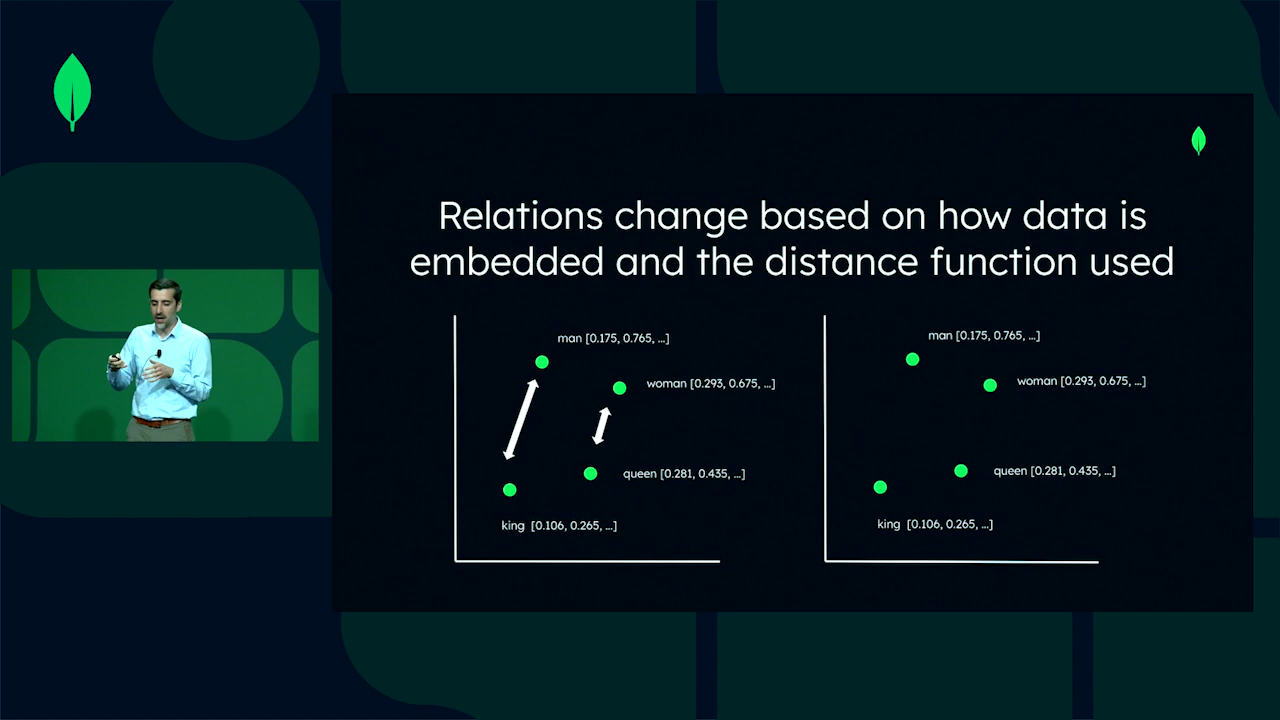 Relations change based on how data is
embedded and the distance function used
man [0.175, 0.765, ...]
woman [0.293, 0.675, ...]
queen [0.281, 0.435, ...]
king [0.106, 0.265, ...]
man [0.175, 0.765, ...]
woman [0.293, 0.675, ...]
queen [0.281, 0.435, ...]
king [0.106, 0.265, ...]